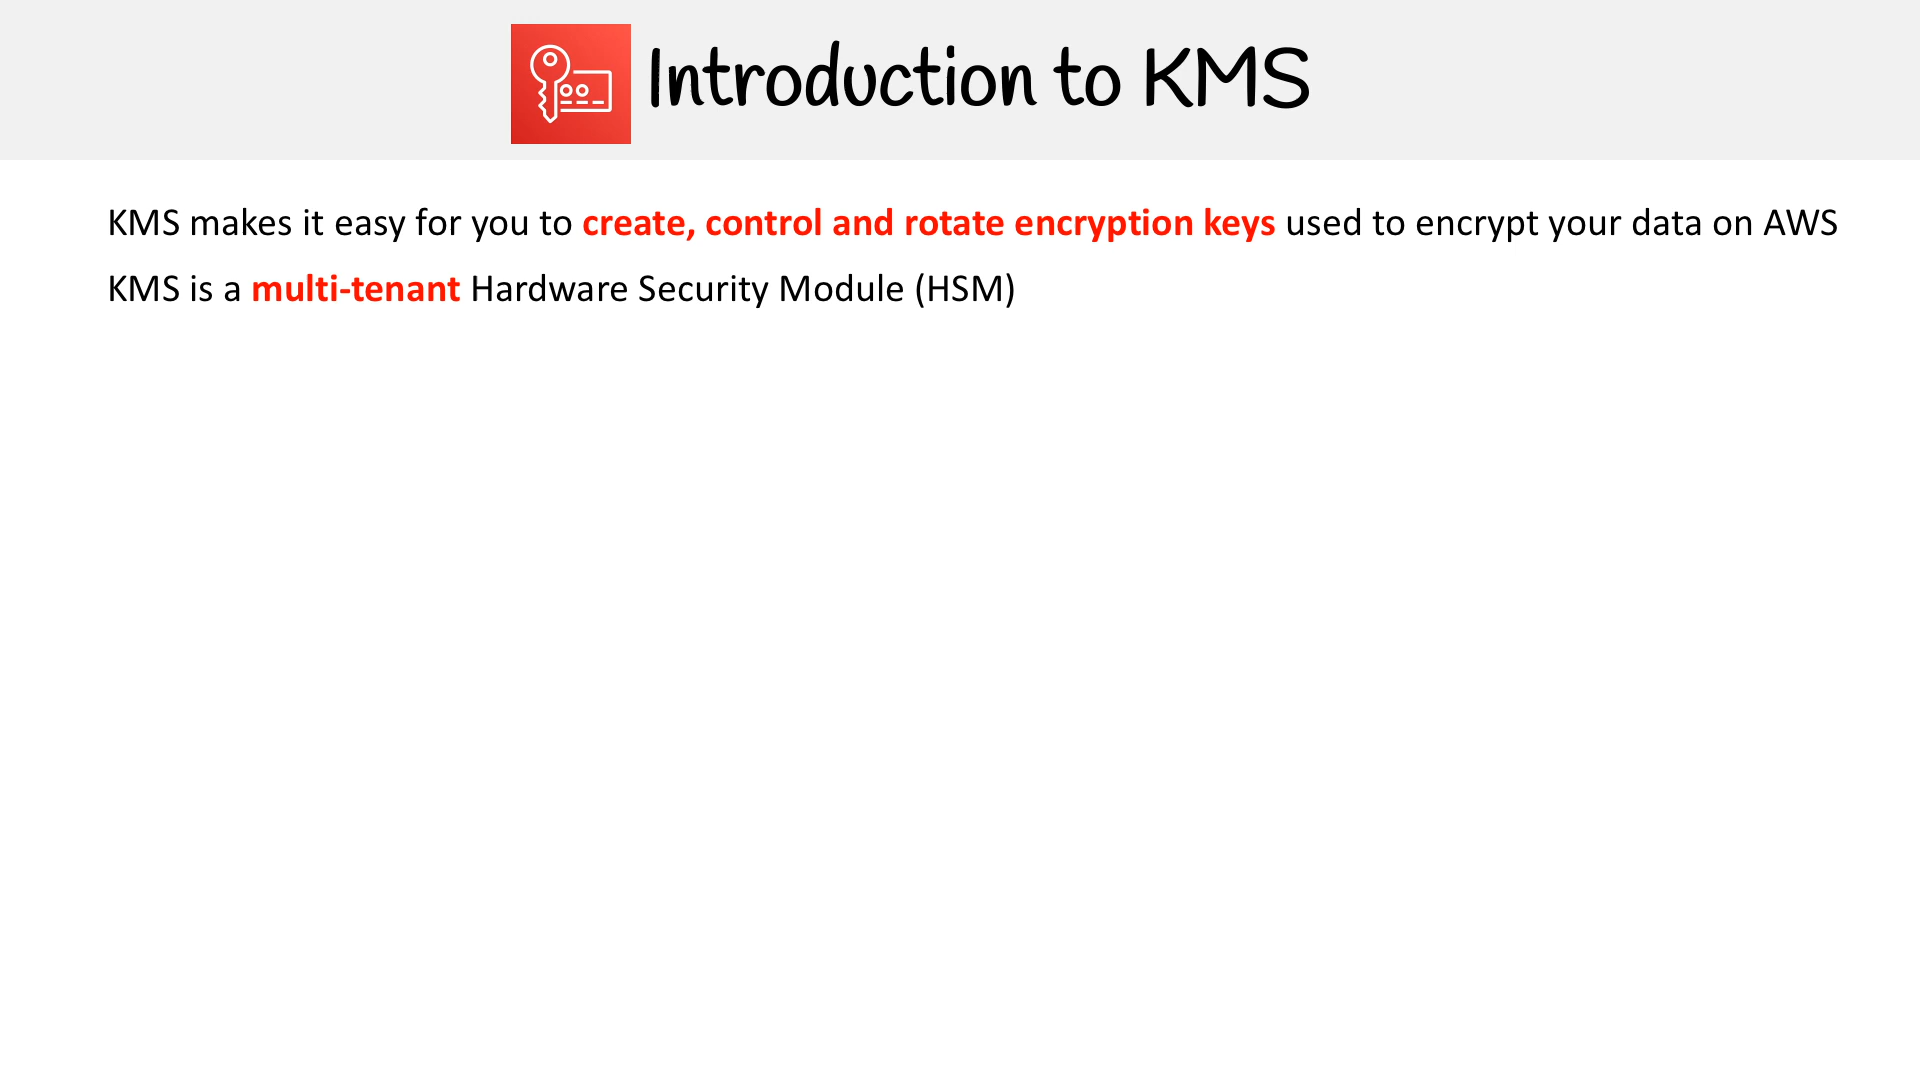 Introduction to KMS
KMS makes it easy for you to create, control and rotate encryption keys used to encrypt your data on AWS
KMS is a multi-tenant Hardware Security Module (HSM)